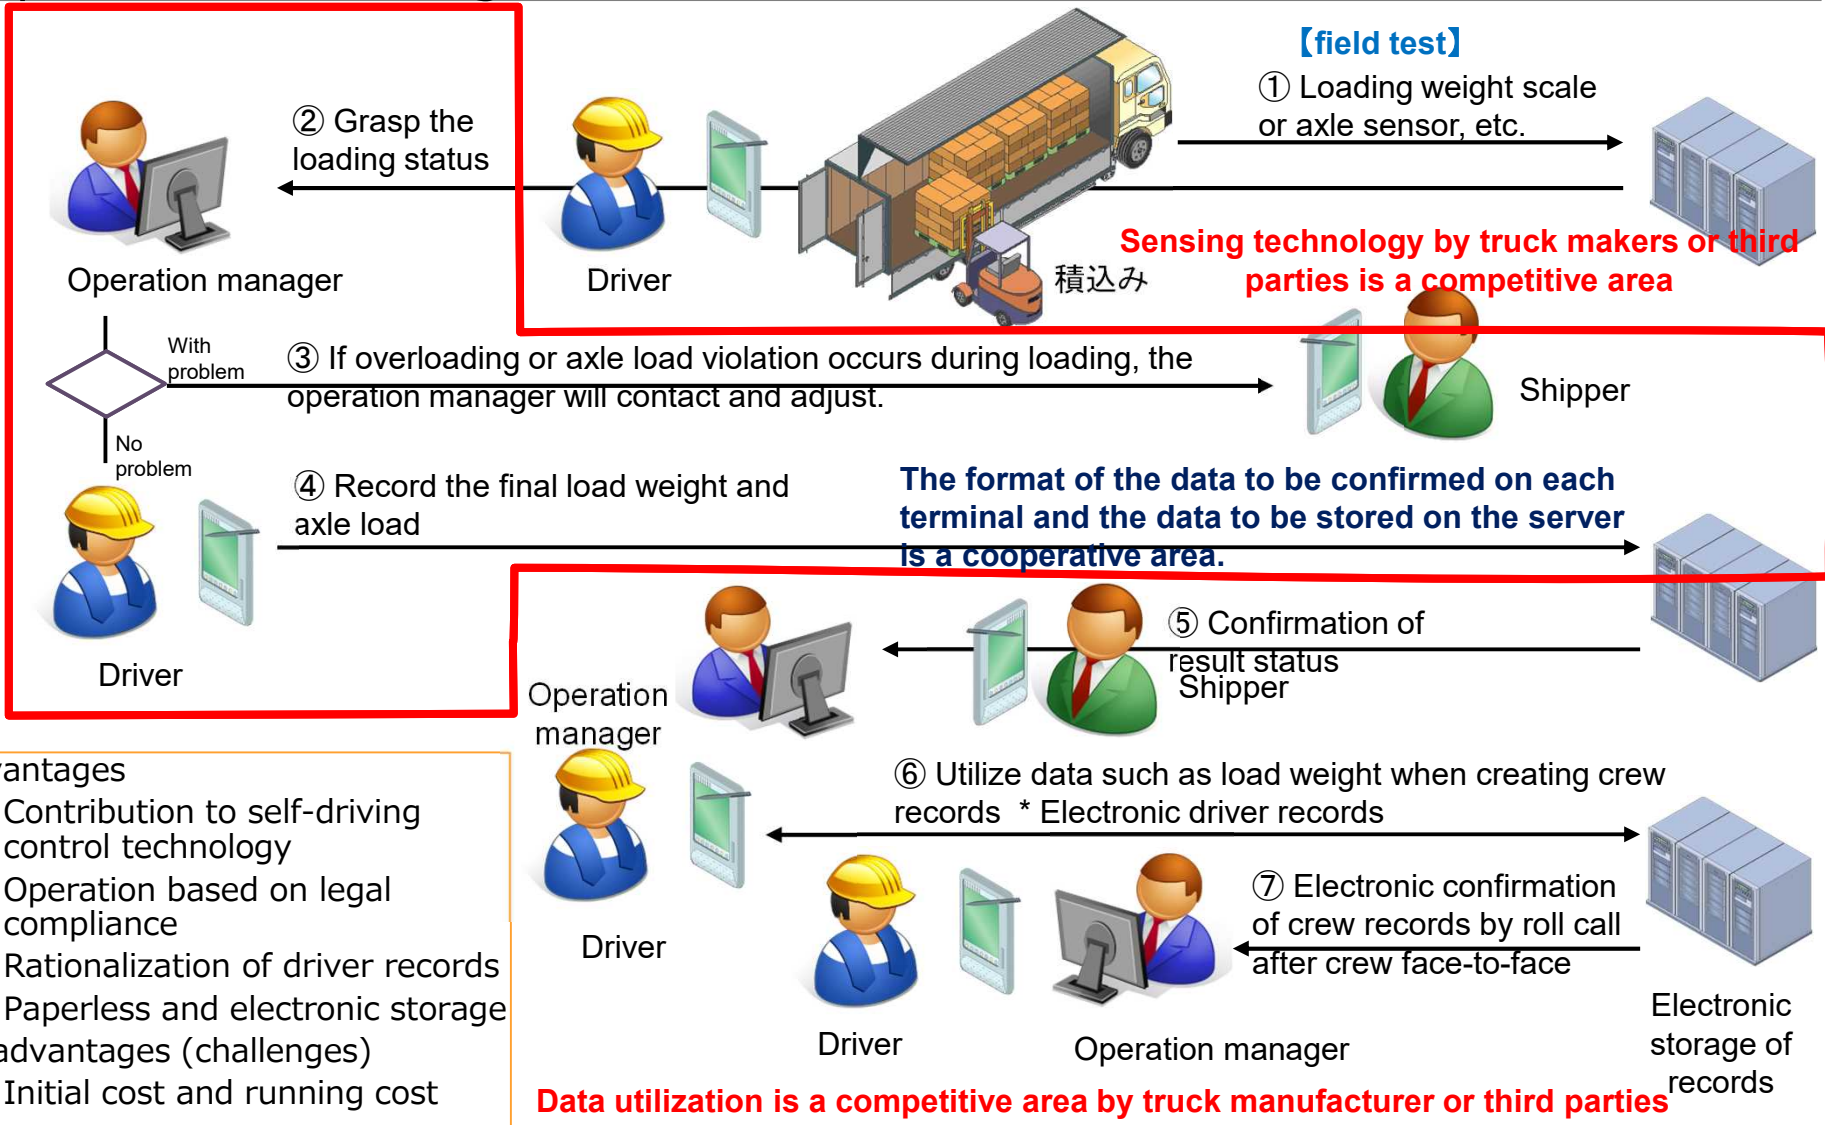 【field test】
① Loading weight scale
or axle sensor, etc.
② Grasp the
loading status
Operation manager
Driver
積込み
Sensing technology by truck makers or third
parties is a competitive area
With
problem
③ If overloading or axle load violation occurs during loading, the
operation manager will contact and adjust.
Shipper
No
problem
④ Record the final load weight and
axle load
The format of the data to be confirmed on each
terminal and the data to be stored on the server
is a cooperative area.
Driver
⑤ Confirmation of
result status
Shipper
Operation
manager
⑥ Utilize data such as load weight when creating crew
records * Electronic driver records
Driver
⑦ Electronic confirmation
of crew records by roll call
after crew face-to-face
Driver
Operation manager
Electronic
storage of
records
Data utilization is a competitive area by truck manufacturer or third parties
vantages
Contribution to self-driving
control technology
Operation based on legal
compliance
Rationalization of driver records
Paperless and electronic storage
advantages (challenges)
Initial cost and running cost